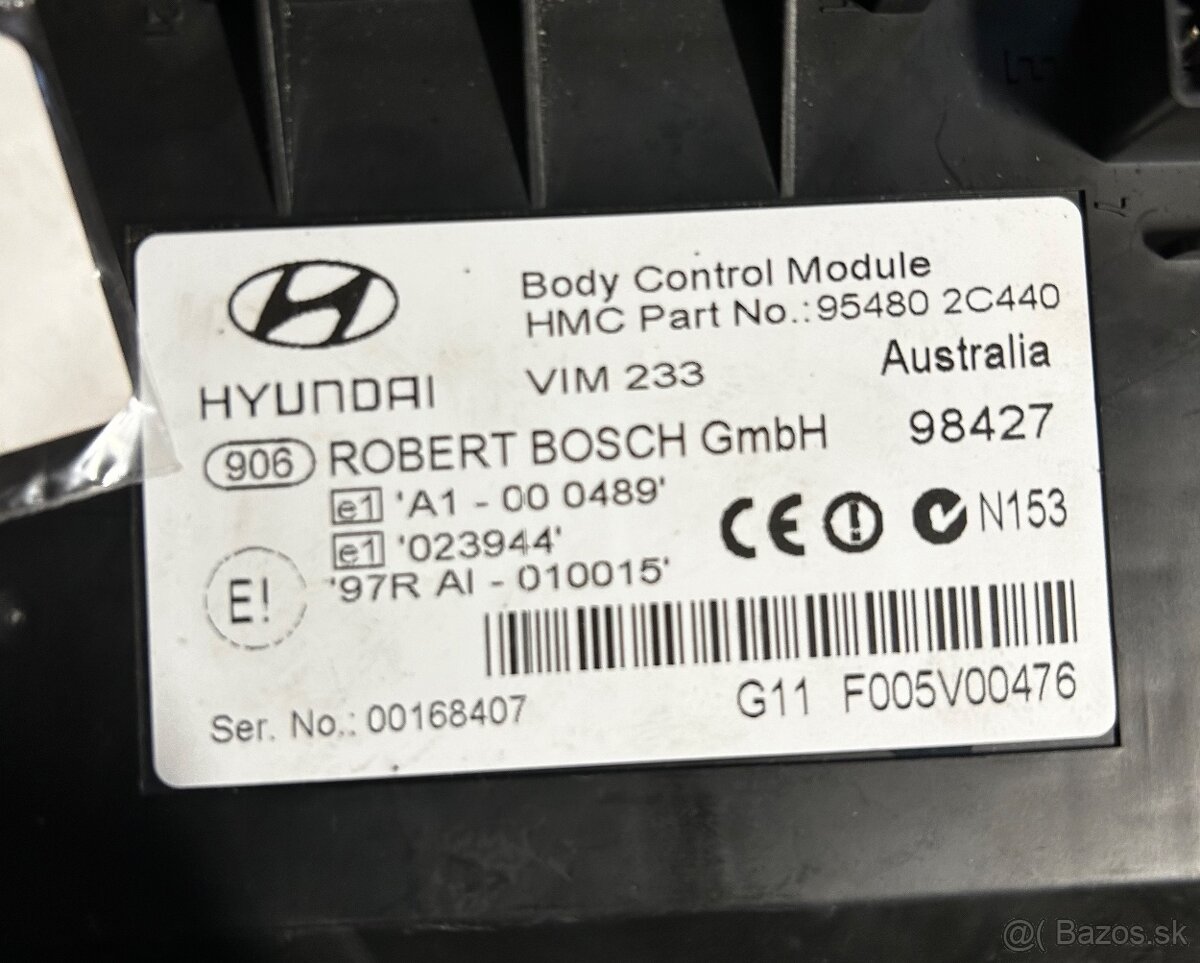 Body Control Module
HMC Part No.:95480 2C440
HYUNDAI
VIM 233
Australia
906 ROBERT BOSCH GmbH
98427
e1 'A1 - 00 0489'
e1 '023944'
CE
N153
E!
'97R AI - 010015'
Ser. No.: 00168407
G11 F005V00476
@( Bazos.sk